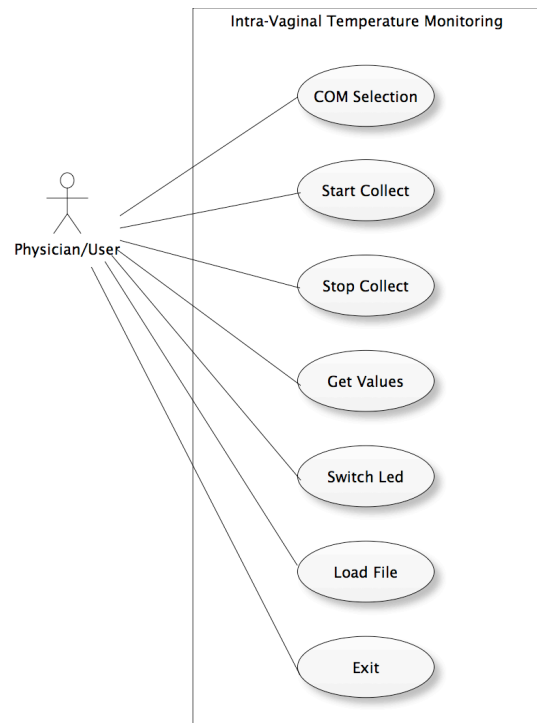 Intra-Vaginal Temperature Monitoring
COM Selection
Start Collect
Physician/User
Stop Collect
Get Values
Switch Led
Load File
Exit